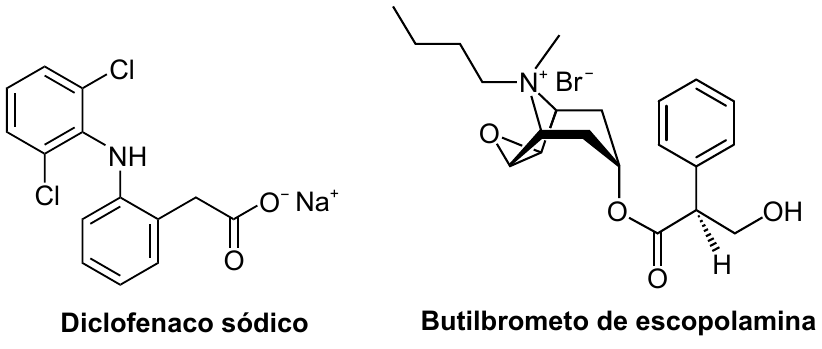 Cl
NH
Cl
O⁻ Na⁺
O
Diclofenaco sódico
N⁺ Br⁻
O
O
OH
O
H
Butilbrometo de escopolamina